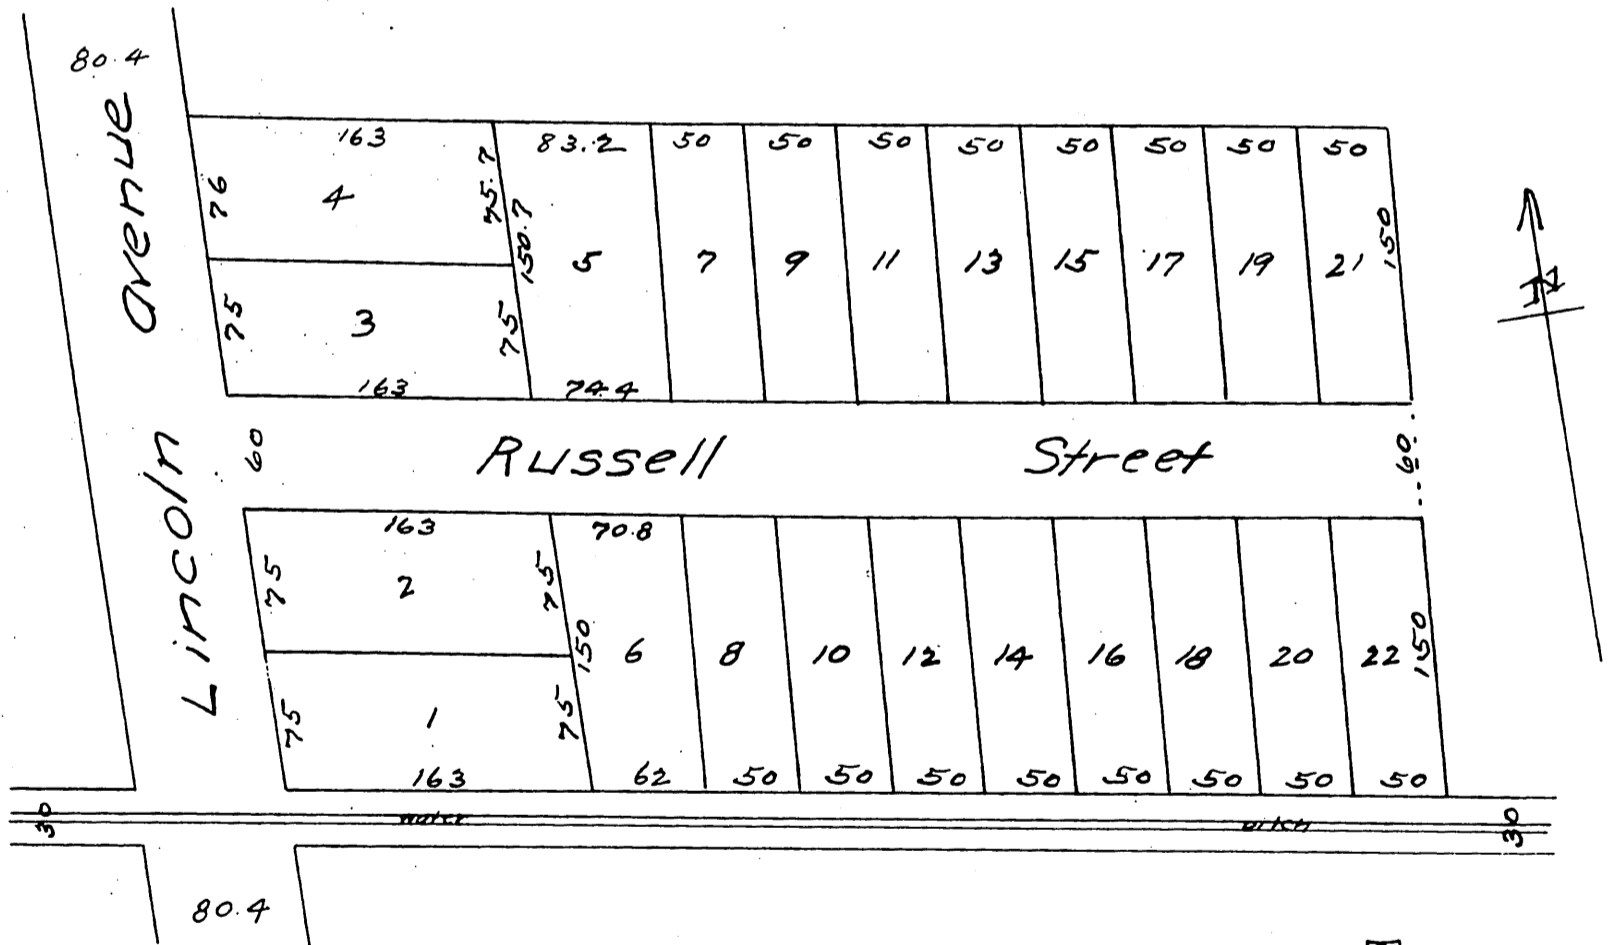 80.4
Lincoln Avenue
163 83.2 50 50 50 50 50 50 50 50
76 4 75.7 150.7 5 7 9 11 13 15 17 19 21 150
75 3 75
163 74.4
60 Russell Street 60
163 70.8
75 2 75
150 6 8 10 12 14 16 18 20 22 150
75 1 75
163 62 50 50 50 50 50 50 50 50
30 water ditch 30
80.4
N